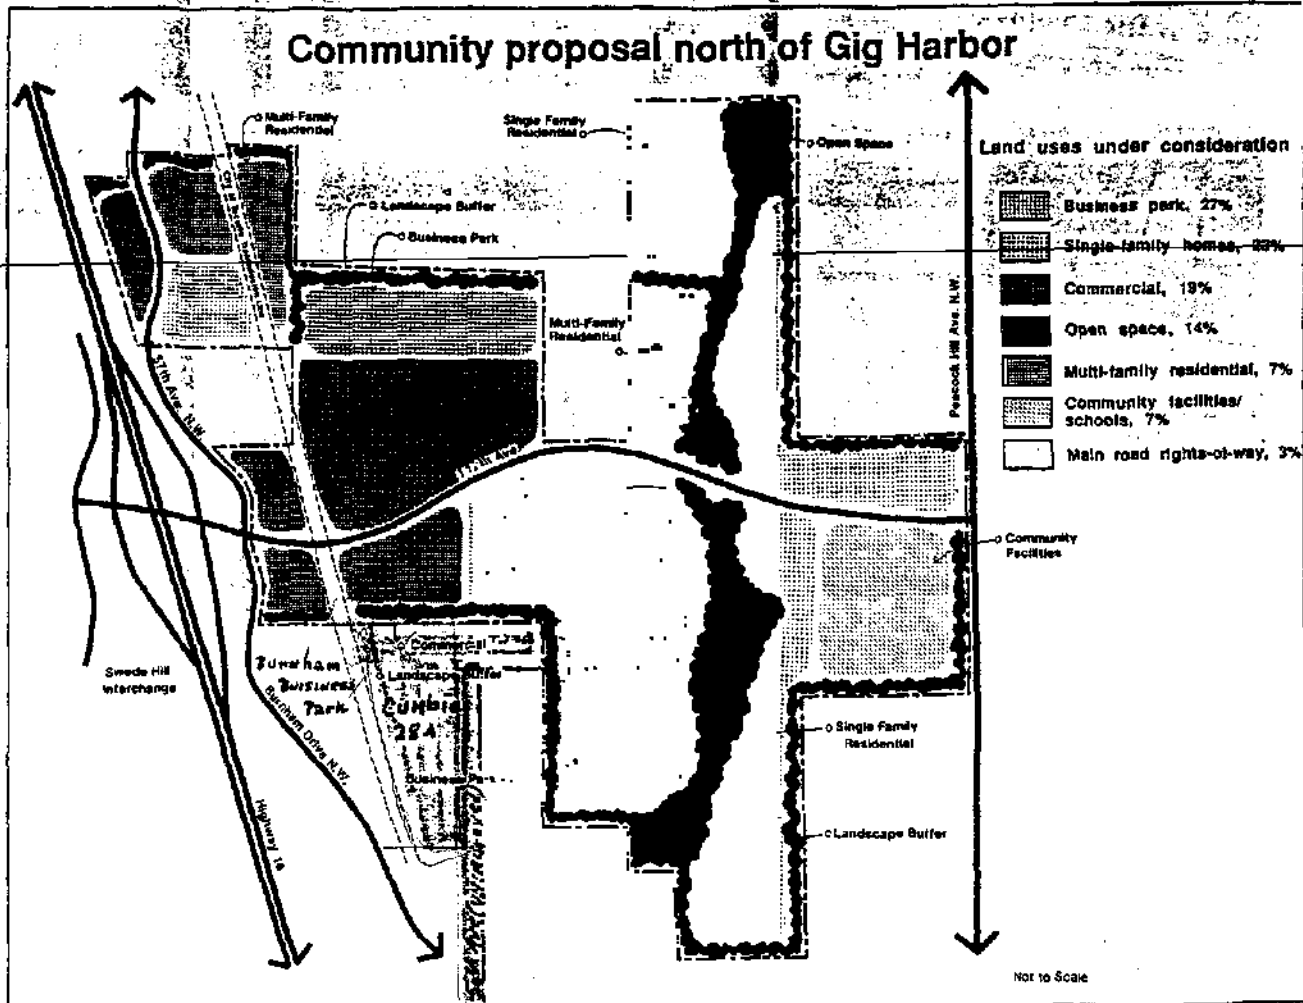 Community proposal north of Gig Harbor
Multi-Family
Residential
Single Family
Residential
Open Space
Landscape Buffer
Business Park
Multi-Family
Residential
57th Ave. N.W.
Peacock Hill Ave. N.W.
Land uses under consideration
Business park, 27%
Single-family homes, 23%
Commercial, 19%
Open space, 14%
Multi-family residential, 7%
Community facilities/
schools, 7%
Main road rights-of-way, 3%
Community
Facilities
Commercial
Landscape Buffer
Business Park
Swede Hill
Interchange
Burnham
Business
Park
28A
Burnham Drive N.W.
Highway 16
Single Family
Residential
Landscape Buffer
Not to Scale